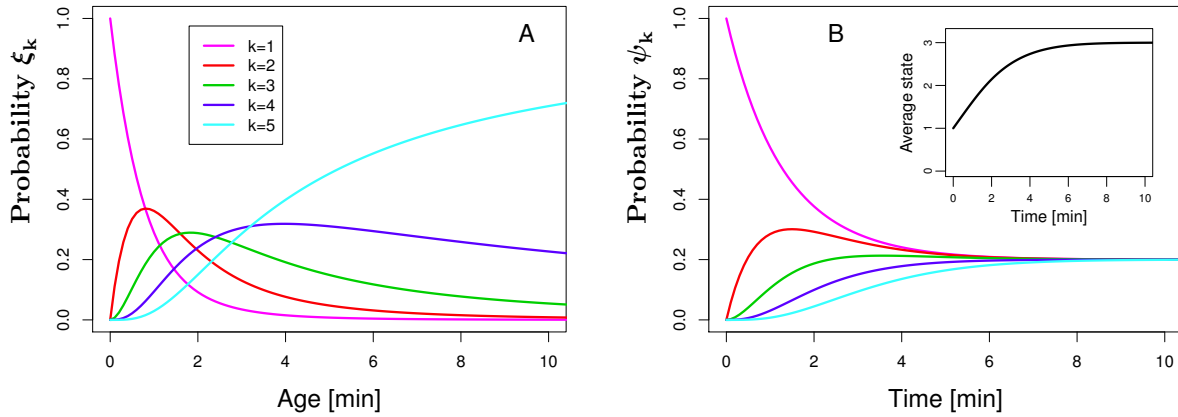 A
Probability ξk
0.0 0.2 0.4 0.6 0.8 1.0
k=1
k=2
k=3
k=4
k=5
0 2 4 6 8 10
Age [min]
B
Probability ψk
0.0 0.2 0.4 0.6 0.8 1.0
Average state
0 1 2 3
0 2 4 6 8 10
Time [min]
0 2 4 6 8 10
Time [min]